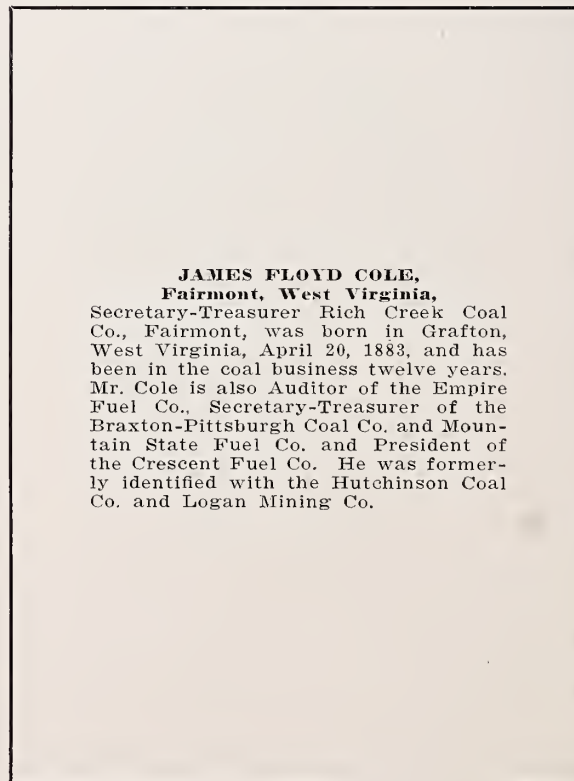 JAMES FLOYD COLE,
Fairmont, West Virginia,
Secretary-Treasurer Rich Creek Coal
Co., Fairmont, was born in Grafton,
West Virginia, April 20, 1883, and has
been in the coal business twelve years.
Mr. Cole is also Auditor of the Empire
Fuel Co., Secretary-Treasurer of the
Braxton-Pittsburgh Coal Co. and Moun-
tain State Fuel Co. and President of
the Crescent Fuel Co. He was former-
ly identified with the Hutchinson Coal
Co. and Logan Mining Co.